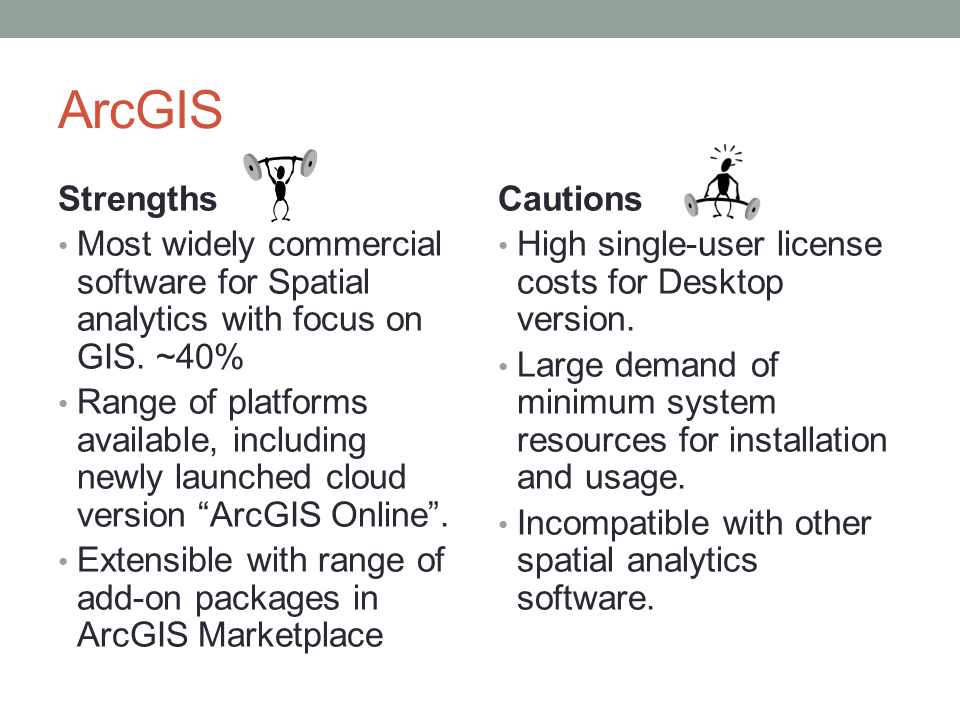 ArcGIS
Strengths
• Most widely commercial
software for Spatial
analytics with focus on
GIS. ~40%
• Range of platforms
available, including
newly launched cloud
version “ArcGIS Online”.
• Extensible with range of
add-on packages in
ArcGIS Marketplace
Cautions
• High single-user license
costs for Desktop
version.
• Large demand of
minimum system
resources for installation
and usage.
• Incompatible with other
spatial analytics
software.